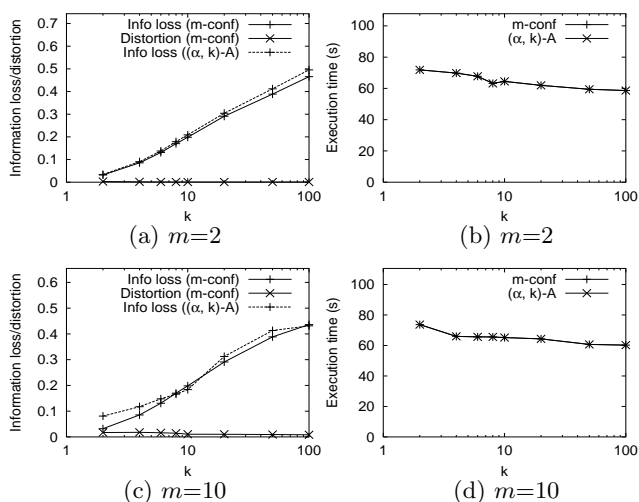 Information loss/distortion
0.7
0.6
0.5
0.4
0.3
0.2
0.1
0
1
10
100
k
Info loss (m-conf)
Distortion (m-conf)
Info loss ((α, k)-A)
(a) m=2
Execution time (s)
100
80
60
40
20
0
1
10
100
k
m-conf
(α, k)-A
(b) m=2
Information loss/distortion
0.6
0.5
0.4
0.3
0.2
0.1
0
1
10
100
k
Info loss (m-conf)
Distortion (m-conf)
Info loss ((α, k)-A)
(c) m=10
Execution time (s)
100
80
60
40
20
0
1
10
100
k
m-conf
(α, k)-A
(d) m=10